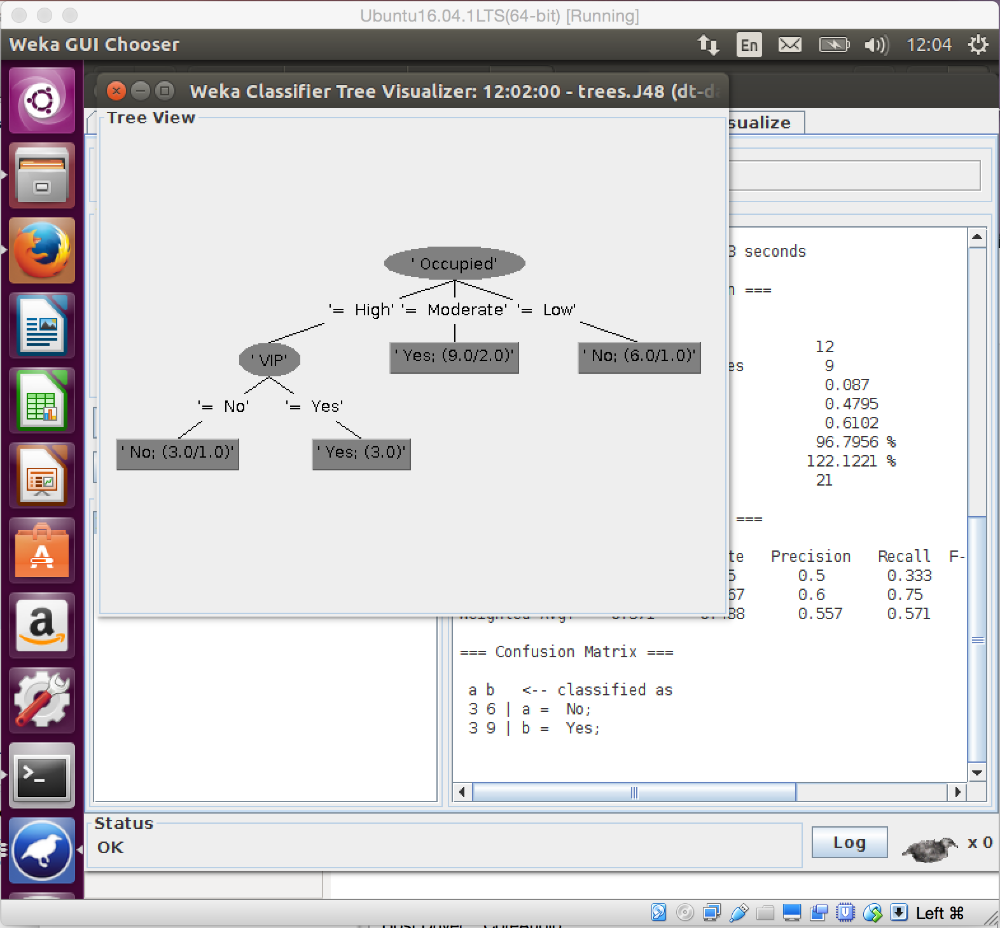 Ubuntu16.04.1LTS(64-bit) [Running]
Weka GUI Chooser
En
12:04
Weka Classifier Tree Visualizer: 12:02:00 - trees.J48 (dt-da
Tree View
sualize
' Occupied'
'= High' '= Moderate' '= Low'
' VIP'
' Yes; (9.0/2.0)'
' No; (6.0/1.0)'
'= No' '= Yes'
' No; (3.0/1.0)'
' Yes; (3.0)'
3 seconds
n ===
12
es 9
0.087
0.4795
0.6102
96.7956 %
122.1221 %
21
===
te Precision Recall F-
5 0.5 0.333
67 0.6 0.75
88 0.557 0.571
=== Confusion Matrix ===
a b <-- classified as
3 6 | a = No;
3 9 | b = Yes;
Status
OK
Log
x 0
Left ⌘